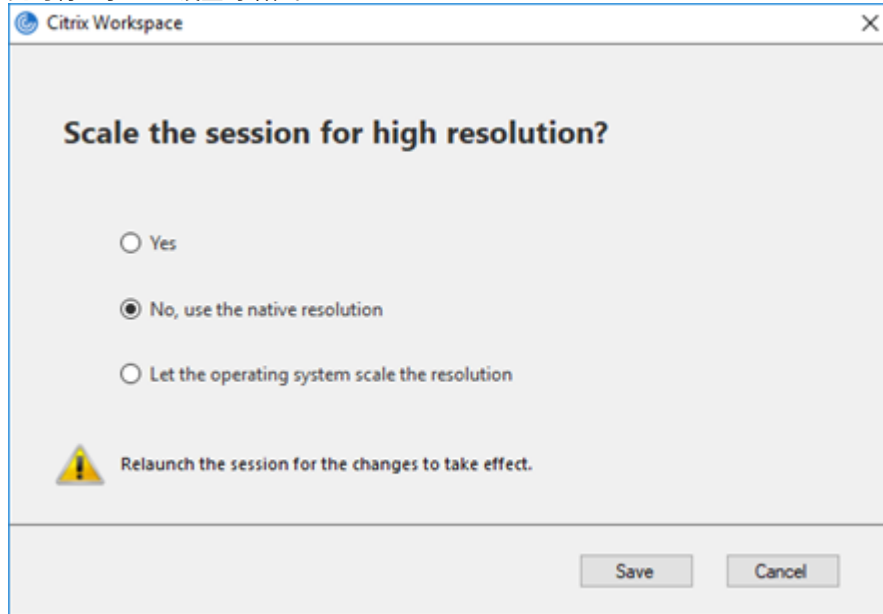 Citrix Workspace
Scale the session for high resolution?
Yes
No, use the native resolution
Let the operating system scale the resolution
Relaunch the session for the changes to take effect.
Save Cancel